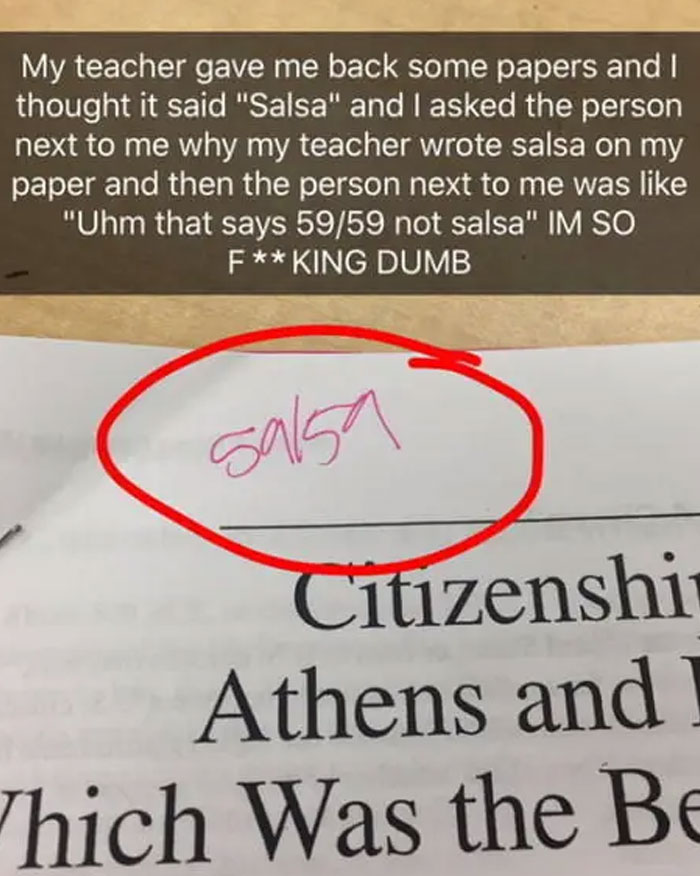 My teacher gave me back some papers and I
thought it said "Salsa" and I asked the person
next to me why my teacher wrote salsa on my
paper and then the person next to me was like
"Uhm that says 59/59 not salsa" IM SO
F**KING DUMB
59/59
Citizenshi
Athens and
Which Was the Be